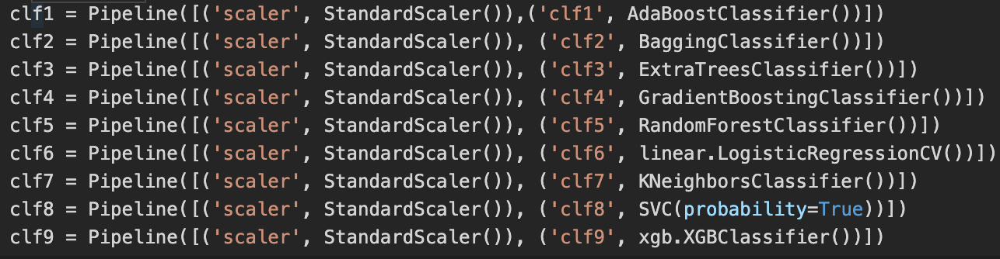 clf1 = Pipeline([('scaler', StandardScaler()),('clf1', AdaBoostClassifier())])
clf2 = Pipeline([('scaler', StandardScaler()), ('clf2', BaggingClassifier())])
clf3 = Pipeline([('scaler', StandardScaler()), ('clf3', ExtraTreesClassifier())])
clf4 = Pipeline([('scaler', StandardScaler()), ('clf4', GradientBoostingClassifier())])
clf5 = Pipeline([('scaler', StandardScaler()), ('clf5', RandomForestClassifier())])
clf6 = Pipeline([('scaler', StandardScaler()), ('clf6', linear.LogisticRegressionCV())])
clf7 = Pipeline([('scaler', StandardScaler()), ('clf7', KNeighborsClassifier())])
clf8 = Pipeline([('scaler', StandardScaler()), ('clf8', SVC(probability=True))])
clf9 = Pipeline([('scaler', StandardScaler()), ('clf9', xgb.XGBClassifier())])